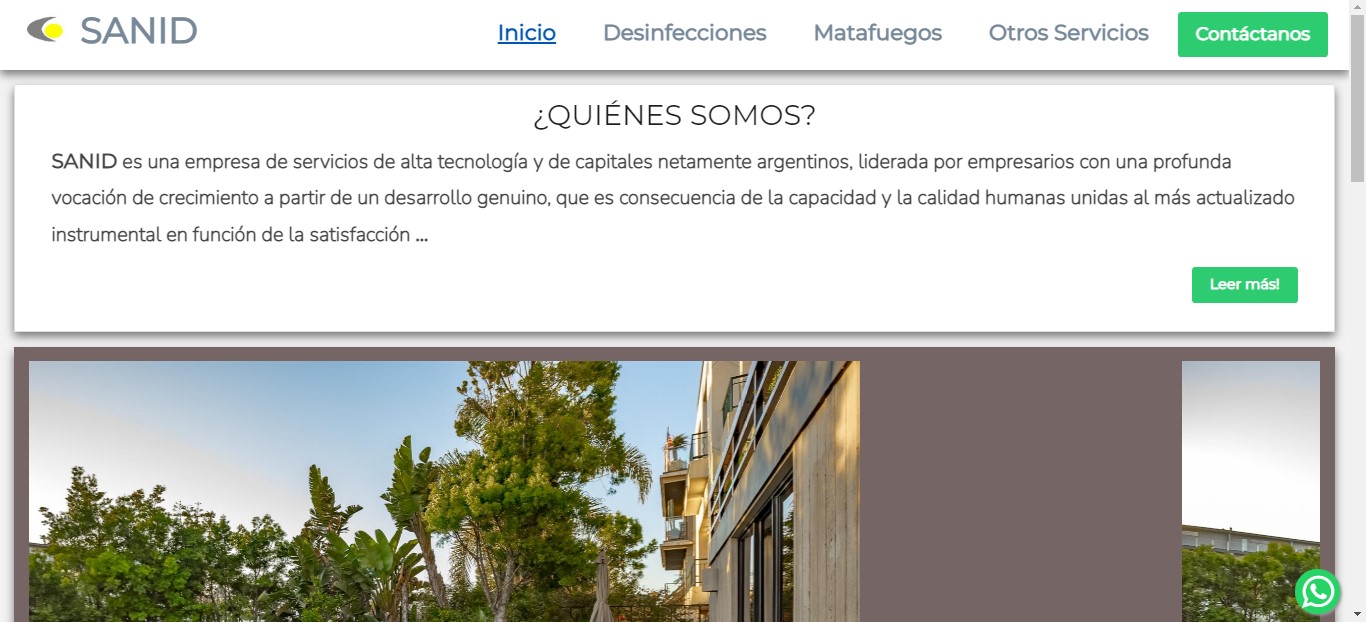 SANID
Inicio
Desinfecciones
Matafuegos
Otros Servicios
Contáctanos
¿QUIÉNES SOMOS?
SANID es una empresa de servicios de alta tecnología y de capitales netamente argentinos, liderada por empresarios con una profunda
vocación de crecimiento a partir de un desarrollo genuino, que es consecuencia de la capacidad y la calidad humanas unidas al más actualizado
instrumental en función de la satisfacción ...
Leer más!